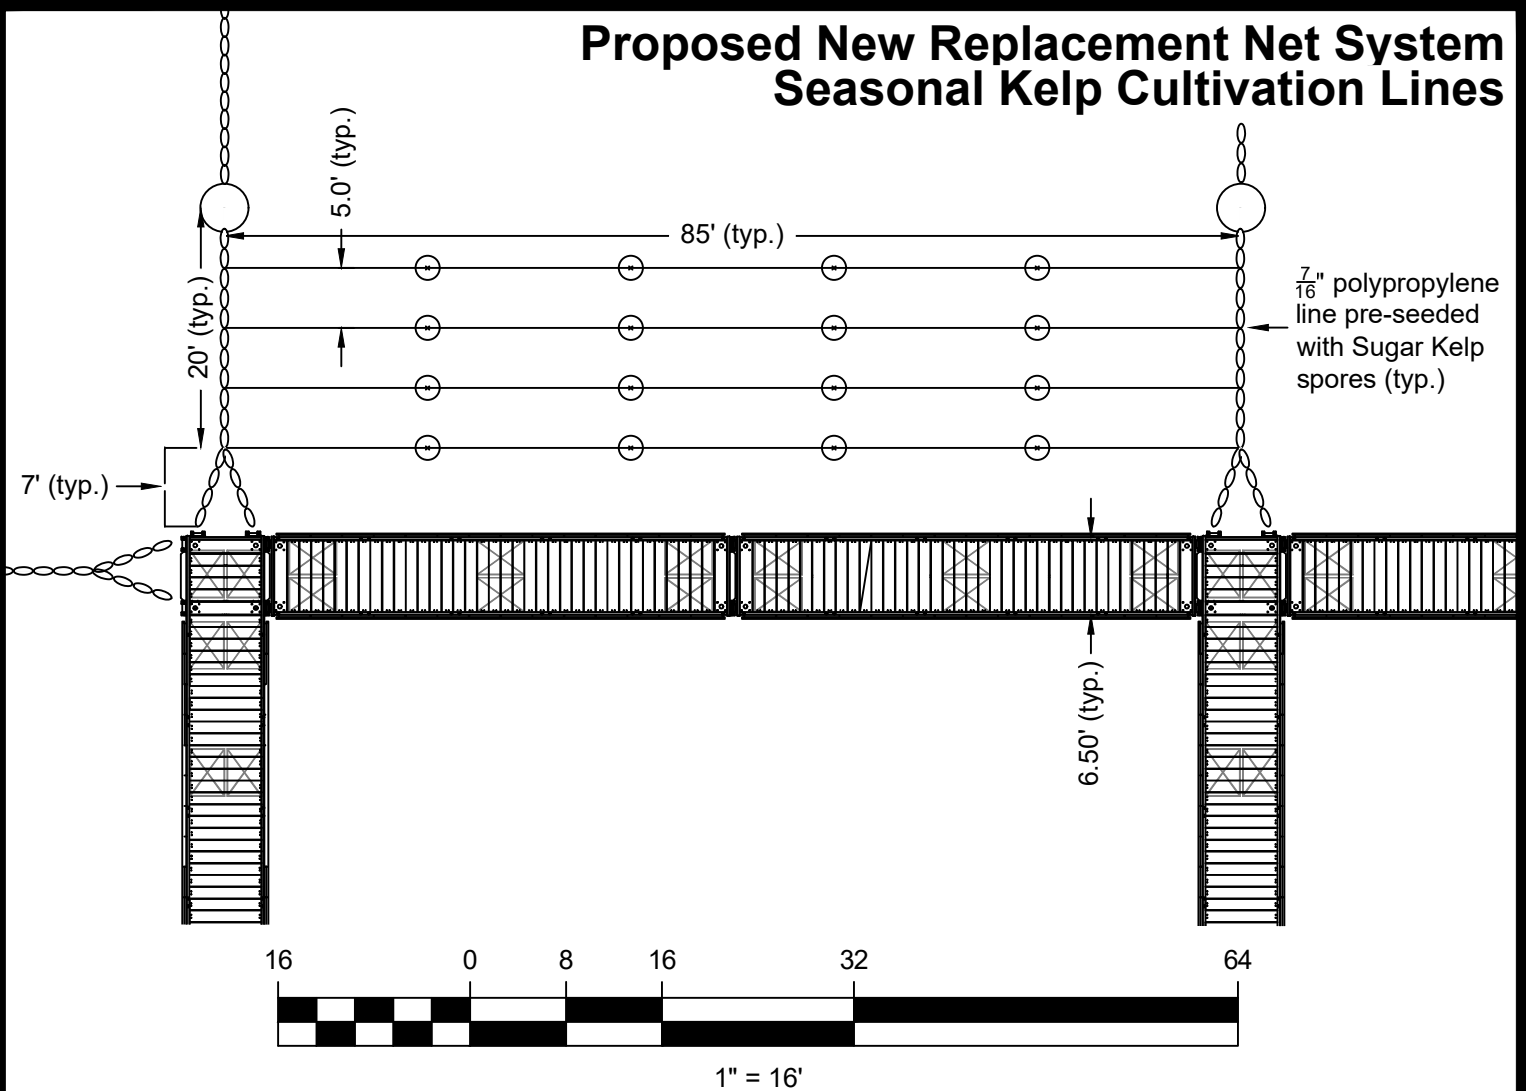 Proposed New Replacement Net System
Seasonal Kelp Cultivation Lines
5.0' (typ.)
85' (typ.)
20' (typ.)
7/16" polypropylene
line pre-seeded
with Sugar Kelp
spores (typ.)
7' (typ.)
6.50' (typ.)
16 0 8 16 32 64
1" = 16'